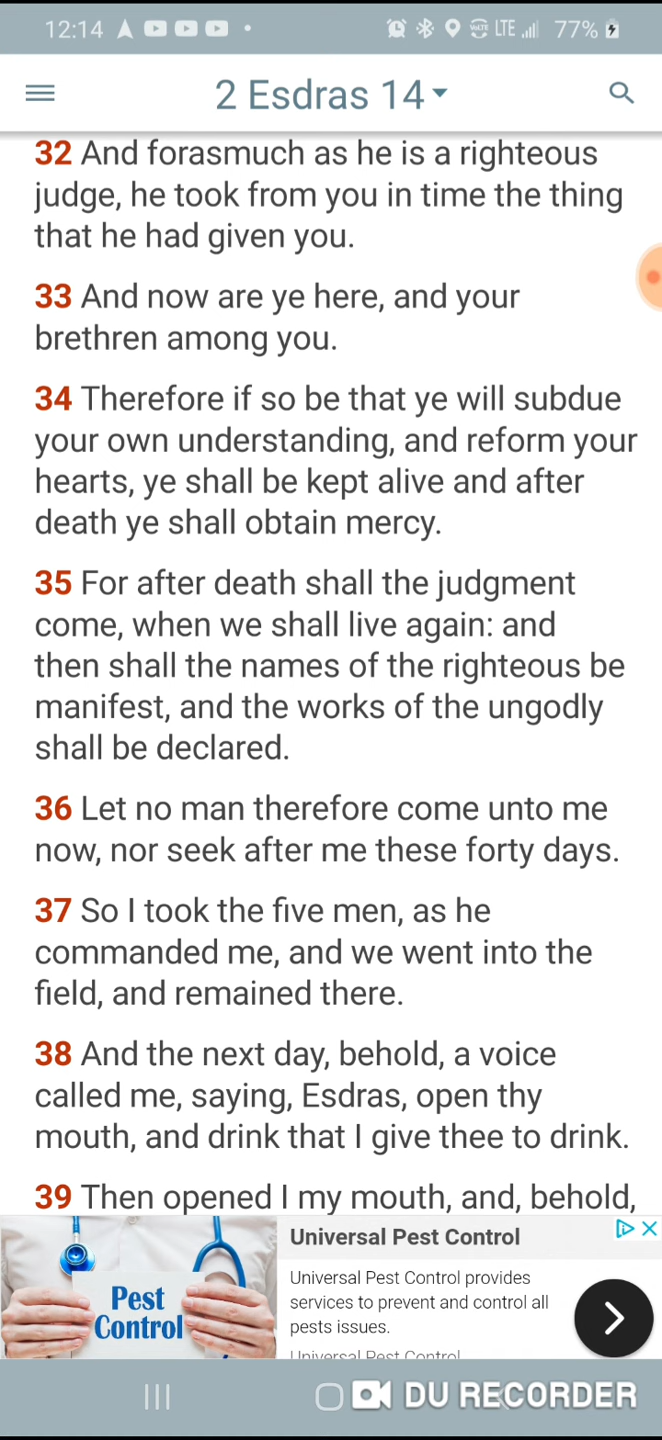 12:14
LTE
77%
2 Esdras 14
32 And forasmuch as he is a righteous
judge, he took from you in time the thing
that he had given you.
33 And now are ye here, and your
brethren among you.
34 Therefore if so be that ye will subdue
your own understanding, and reform your
hearts, ye shall be kept alive and after
death ye shall obtain mercy.
35 For after death shall the judgment
come, when we shall live again: and
then shall the names of the righteous be
manifest, and the works of the ungodly
shall be declared.
36 Let no man therefore come unto me
now, nor seek after me these forty days.
37 So I took the five men, as he
commanded me, and we went into the
field, and remained there.
38 And the next day, behold, a voice
called me, saying, Esdras, open thy
mouth, and drink that I give thee to drink.
39 Then opened I my mouth, and, behold,
Pest
Control
Universal Pest Control
Universal Pest Control provides
services to prevent and control all
pests issues.
Universal Pest Control
DU RECORDER